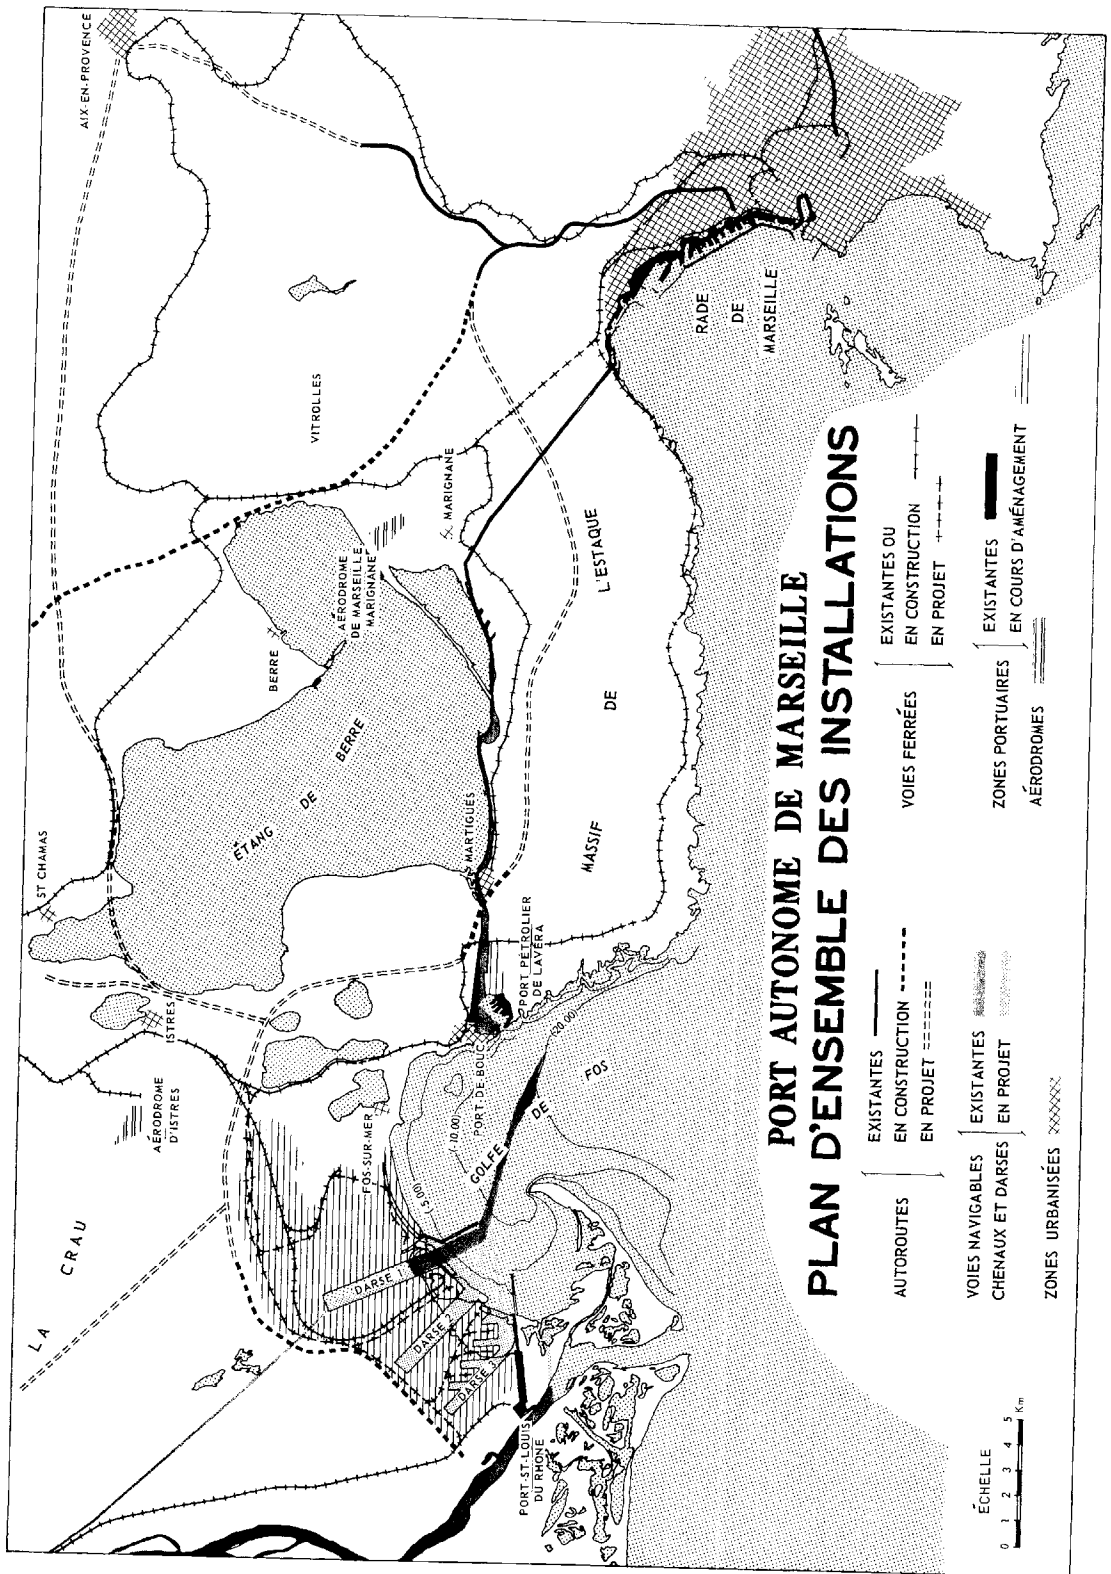 PORT AUTONOME DE MARSEILLE
PLAN D'ENSEMBLE DES INSTALLATIONS
AUTOROUTES
EXISTANTES
EN CONSTRUCTION
EN PROJET
VOIES FERRÉES
EXISTANTES OU
EN CONSTRUCTION
EN PROJET
VOIES NAVIGABLES
CHENAUX ET DARSES
EXISTANTES
EN PROJET
ZONES PORTUAIRES
EXISTANTES
EN COURS D'AMÉNAGEMENT
ZONES URBANISÉES
AÉRODROMES
ÉCHELLE
0 1 2 3 4 5 Km
LA CRAU
AÉRODROME
D'ISTRES
ISTRES
ST CHAMAS
ÉTANG DE BERRE
BERRE
AÉRODROME
DE MARSEILLE
MARIGNANE
MARIGNANE
VITROLLES
AIX-EN-PROVENCE
FOS-SUR-MER
DARSE 1
DARSE 2
DARSE 3
PORT-ST-LOUIS
DU RHÔNE
GOLFE DE FOS
(-5.00)
(-10.00)
(-20.00)
PORT-DE-BOUC
PORT PÉTROLIER
DE LAVÉRA
MARTIGUES
MASSIF DE L'ESTAQUE
RADE
DE
MARSEILLE